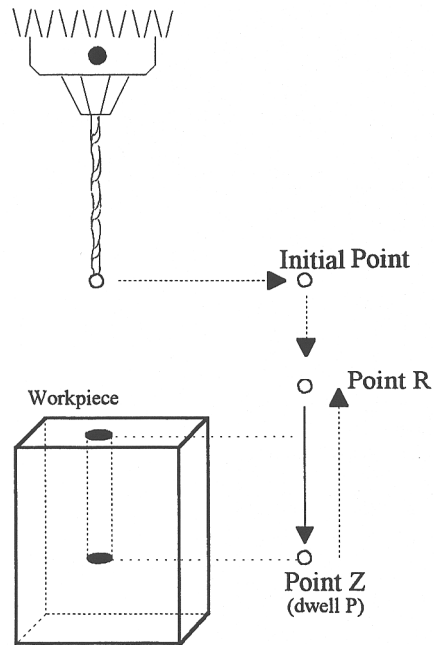 Initial Point
Point R
Workpiece
Point Z
(dwell P)